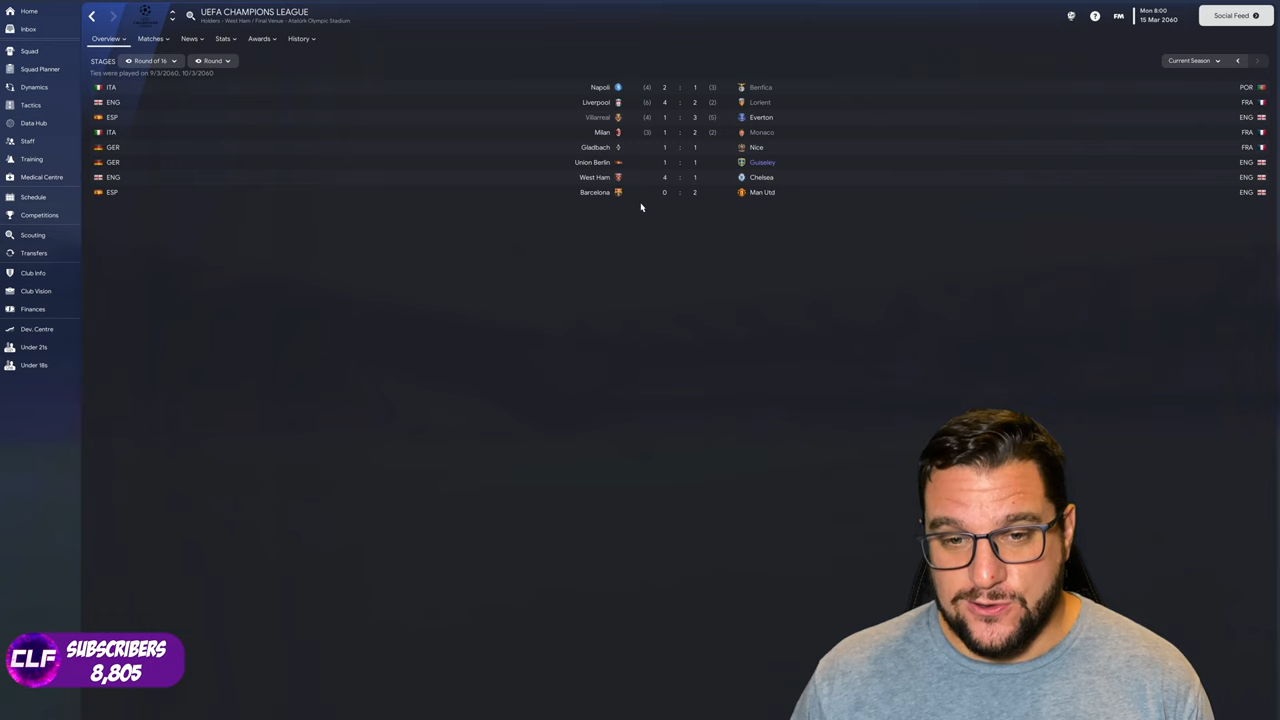 Home
Inbox
Squad
Squad Planner
Dynamics
Tactics
Data Hub
Staff
Training
Medical Centre
Schedule
Competitions
Scouting
Transfers
Club Info
Club Vision
Finances
Dev. Centre
Under 21s
Under 18s
UEFA CHAMPIONS LEAGUE
Holders - West Ham / Final Venue - Atatürk Olympic Stadium
FM
Mon 8:00
15 Mar 2060
Social Feed
Overview Matches News Stats Awards History
STAGES Round of 16 Round Current Season
Ties were played on 9/3/2060, 10/3/2060
ITA Napoli (4) 2 : 1 (3) Benfica POR
ENG Liverpool (6) 4 : 2 (2) Lorient FRA
ESP Villarreal (4) 1 : 3 (5) Everton ENG
ITA Milan (3) 1 : 2 (2) Monaco FRA
GER Gladbach 1 : 1 Nice FRA
GER Union Berlin 1 : 1 Guiseley ENG
ENG West Ham 4 : 1 Chelsea ENG
ESP Barcelona 0 : 2 Man Utd ENG
CLF SUBSCRIBERS
8,805